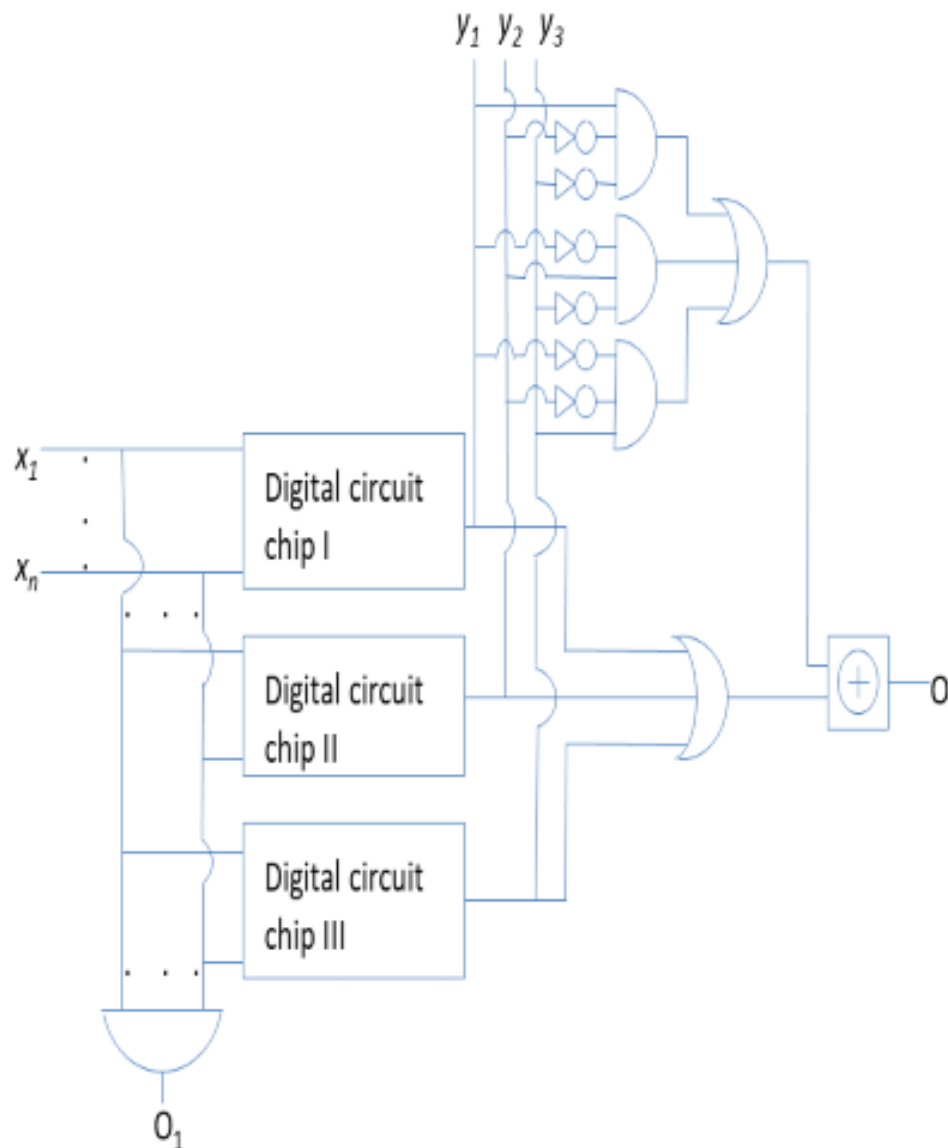 y1 y2 y3
x1
Digital circuit
chip I
xn
Digital circuit
chip II
O
Digital circuit
chip III
O1